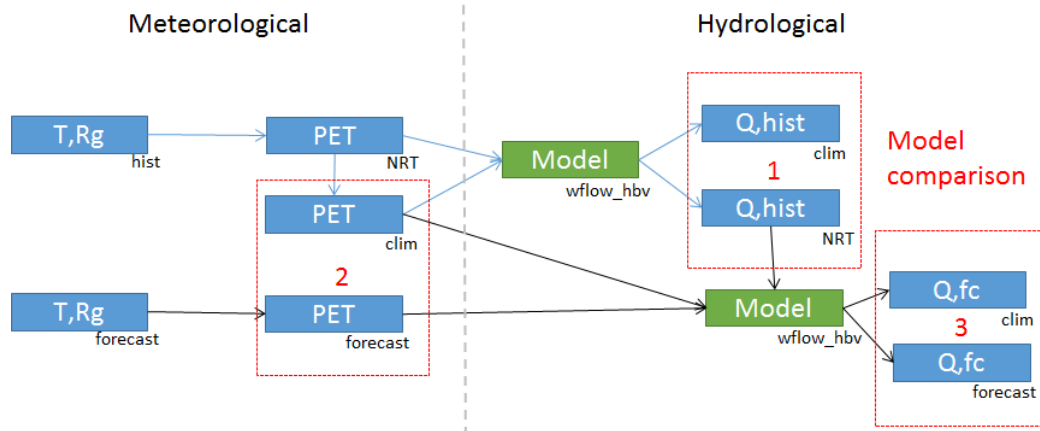 Meteorological
Hydrological
T,Rg
hist
PET
NRT
PET
clim
2
T,Rg
forecast
PET
forecast
Model
wflow_hbv
Q,hist
clim
1
Q,hist
NRT
Model
comparison
Model
wflow_hbv
Q,fc
clim
3
Q,fc
forecast